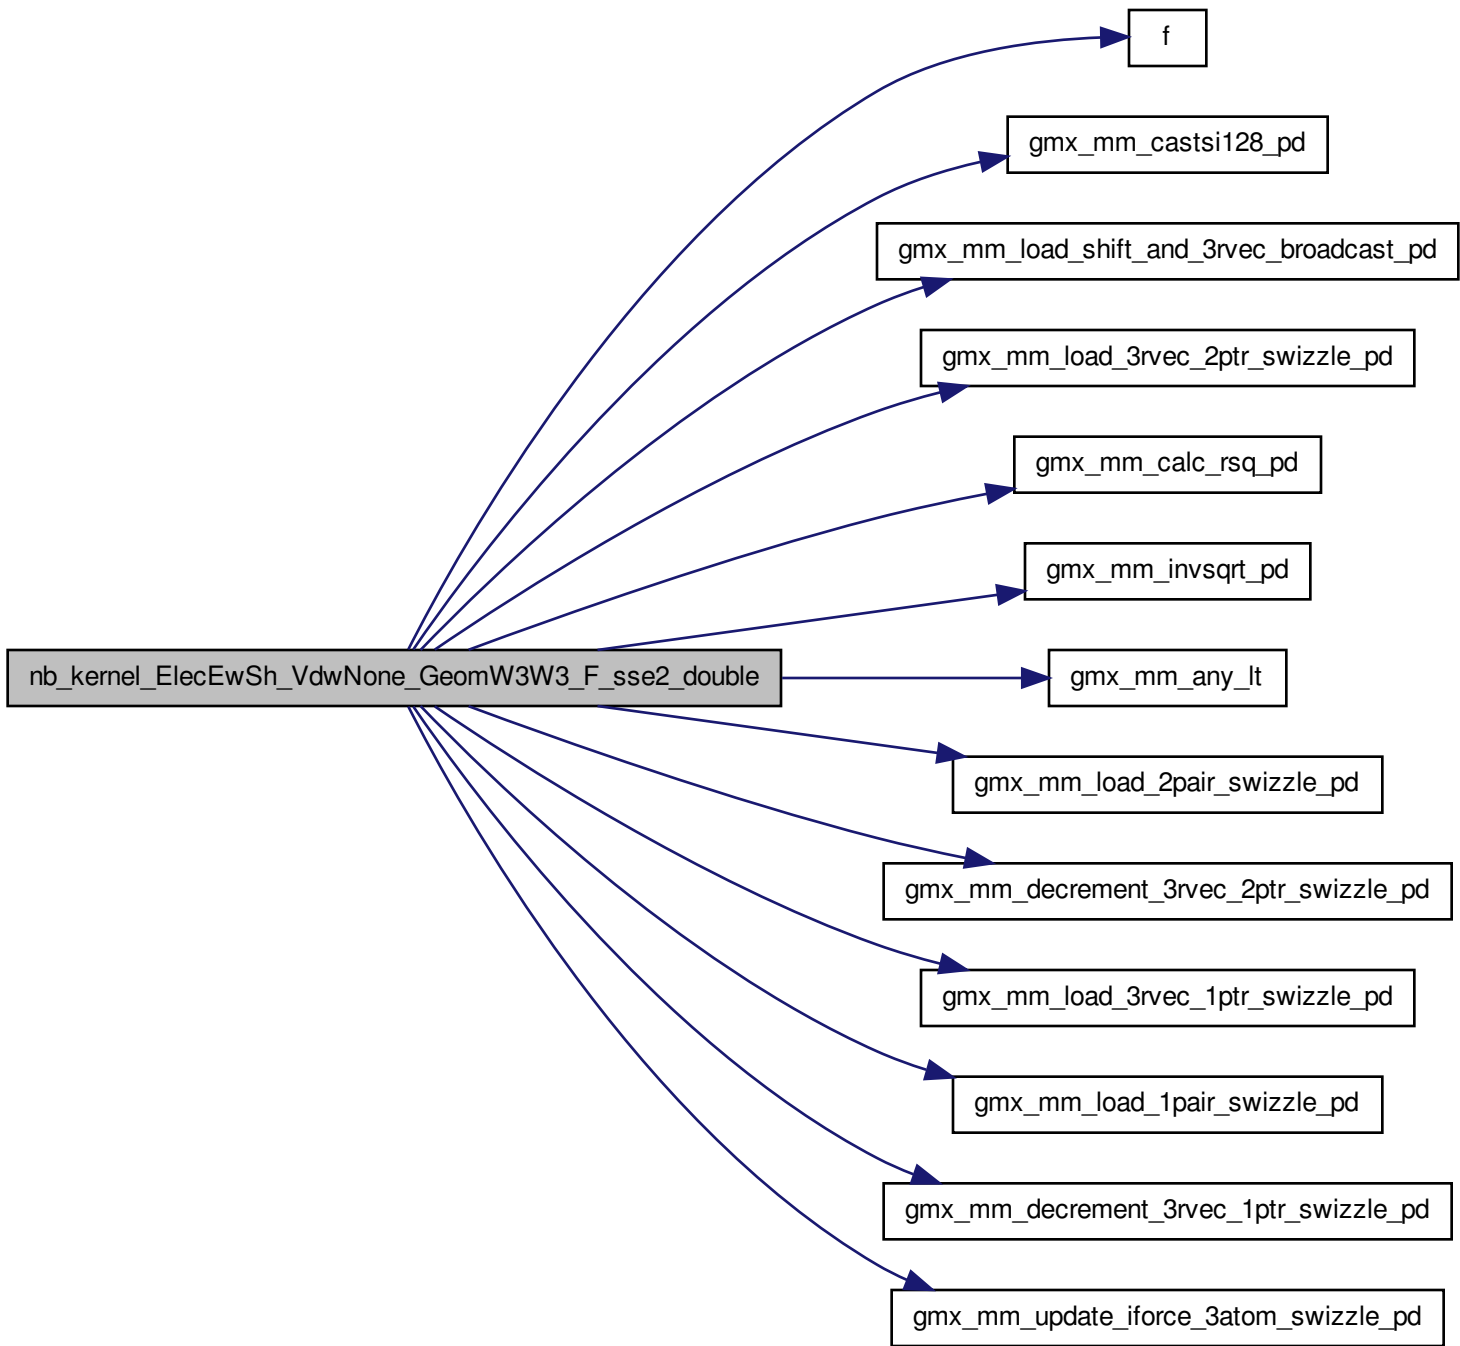 f
gmx_mm_castsi128_pd
gmx_mm_load_shift_and_3rvec_broadcast_pd
gmx_mm_load_3rvec_2ptr_swizzle_pd
gmx_mm_calc_rsq_pd
gmx_mm_invsqrt_pd
nb_kernel_ElecEwSh_VdwNone_GeomW3W3_F_sse2_double
gmx_mm_any_lt
gmx_mm_load_2pair_swizzle_pd
gmx_mm_decrement_3rvec_2ptr_swizzle_pd
gmx_mm_load_3rvec_1ptr_swizzle_pd
gmx_mm_load_1pair_swizzle_pd
gmx_mm_decrement_3rvec_1ptr_swizzle_pd
gmx_mm_update_iforce_3atom_swizzle_pd